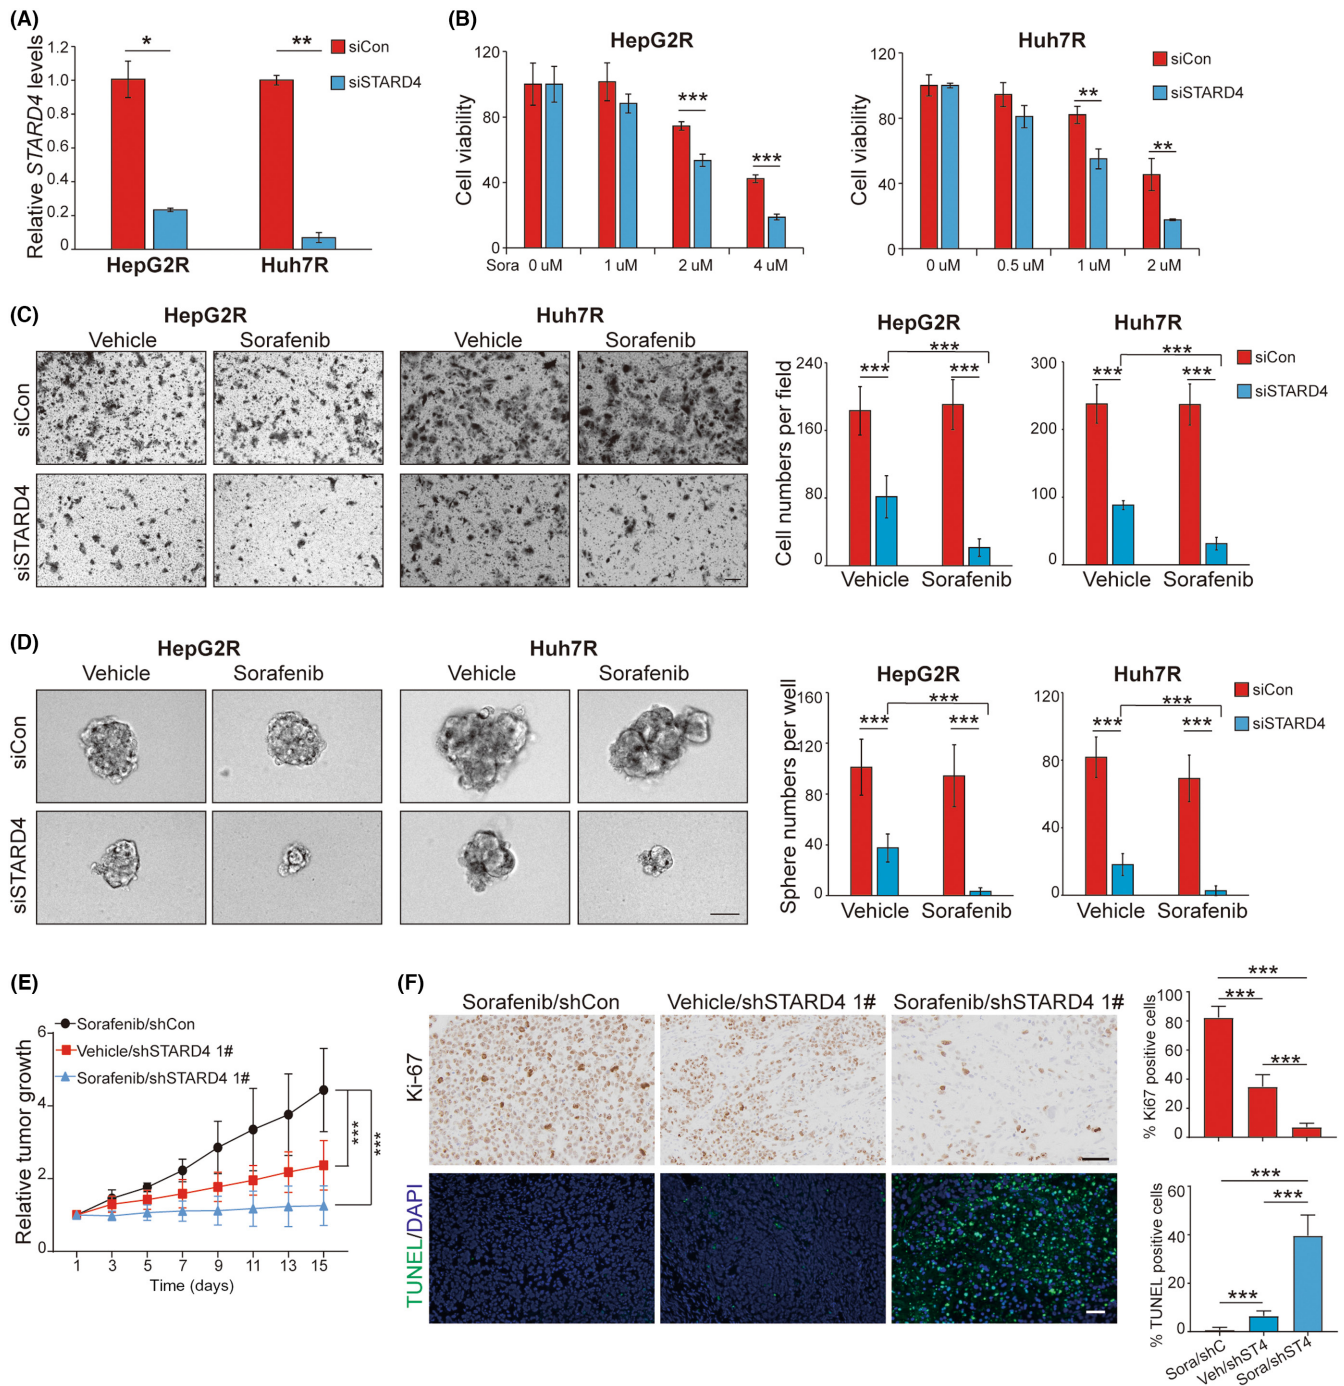 (A)
Relative STARD4 levels
1.2
1.0
0.8
0.6
0.4
0.2
0
*
**
siCon
siSTARD4
HepG2R
Huh7R
(B)
HepG2R
Cell viability
120
80
40
0
***
***
Sora 0 uM 1 uM 2 uM 4 uM
Huh7R
Cell viability
120
80
40
0
**
**
siCon
siSTARD4
0 uM 0.5 uM 1 uM 2 uM
(C)
HepG2R
Vehicle Sorafenib
Huh7R
Vehicle Sorafenib
siCon
siSTARD4
HepG2R
Cell numbers per field
240
160
80
0
***
*** ***
Vehicle Sorafenib
Huh7R
300
200
100
0
***
*** ***
siCon
siSTARD4
Vehicle Sorafenib
(D)
HepG2R
Vehicle Sorafenib
Huh7R
Vehicle Sorafenib
siCon
siSTARD4
HepG2R
Sphere numbers per well
160
120
80
40
0
***
*** ***
Vehicle Sorafenib
Huh7R
120
80
40
0
***
*** ***
siCon
siSTARD4
Vehicle Sorafenib
(E)
Sorafenib/shCon
Vehicle/shSTARD4 1#
Sorafenib/shSTARD4 1#
Relative tumor growth
6
4
2
0
***
***
1 3 5 7 9 11 13 15
Time (days)
(F)
Sorafenib/shCon Vehicle/shSTARD4 1# Sorafenib/shSTARD4 1#
Ki-67
TUNEL/DAPI
% Ki67 positive cells
100
80
60
40
20
0
***
***
***
% TUNEL positive cells
60
40
20
0
***
***
***
Sora/shC
Veh/shST4
Sora/shST4